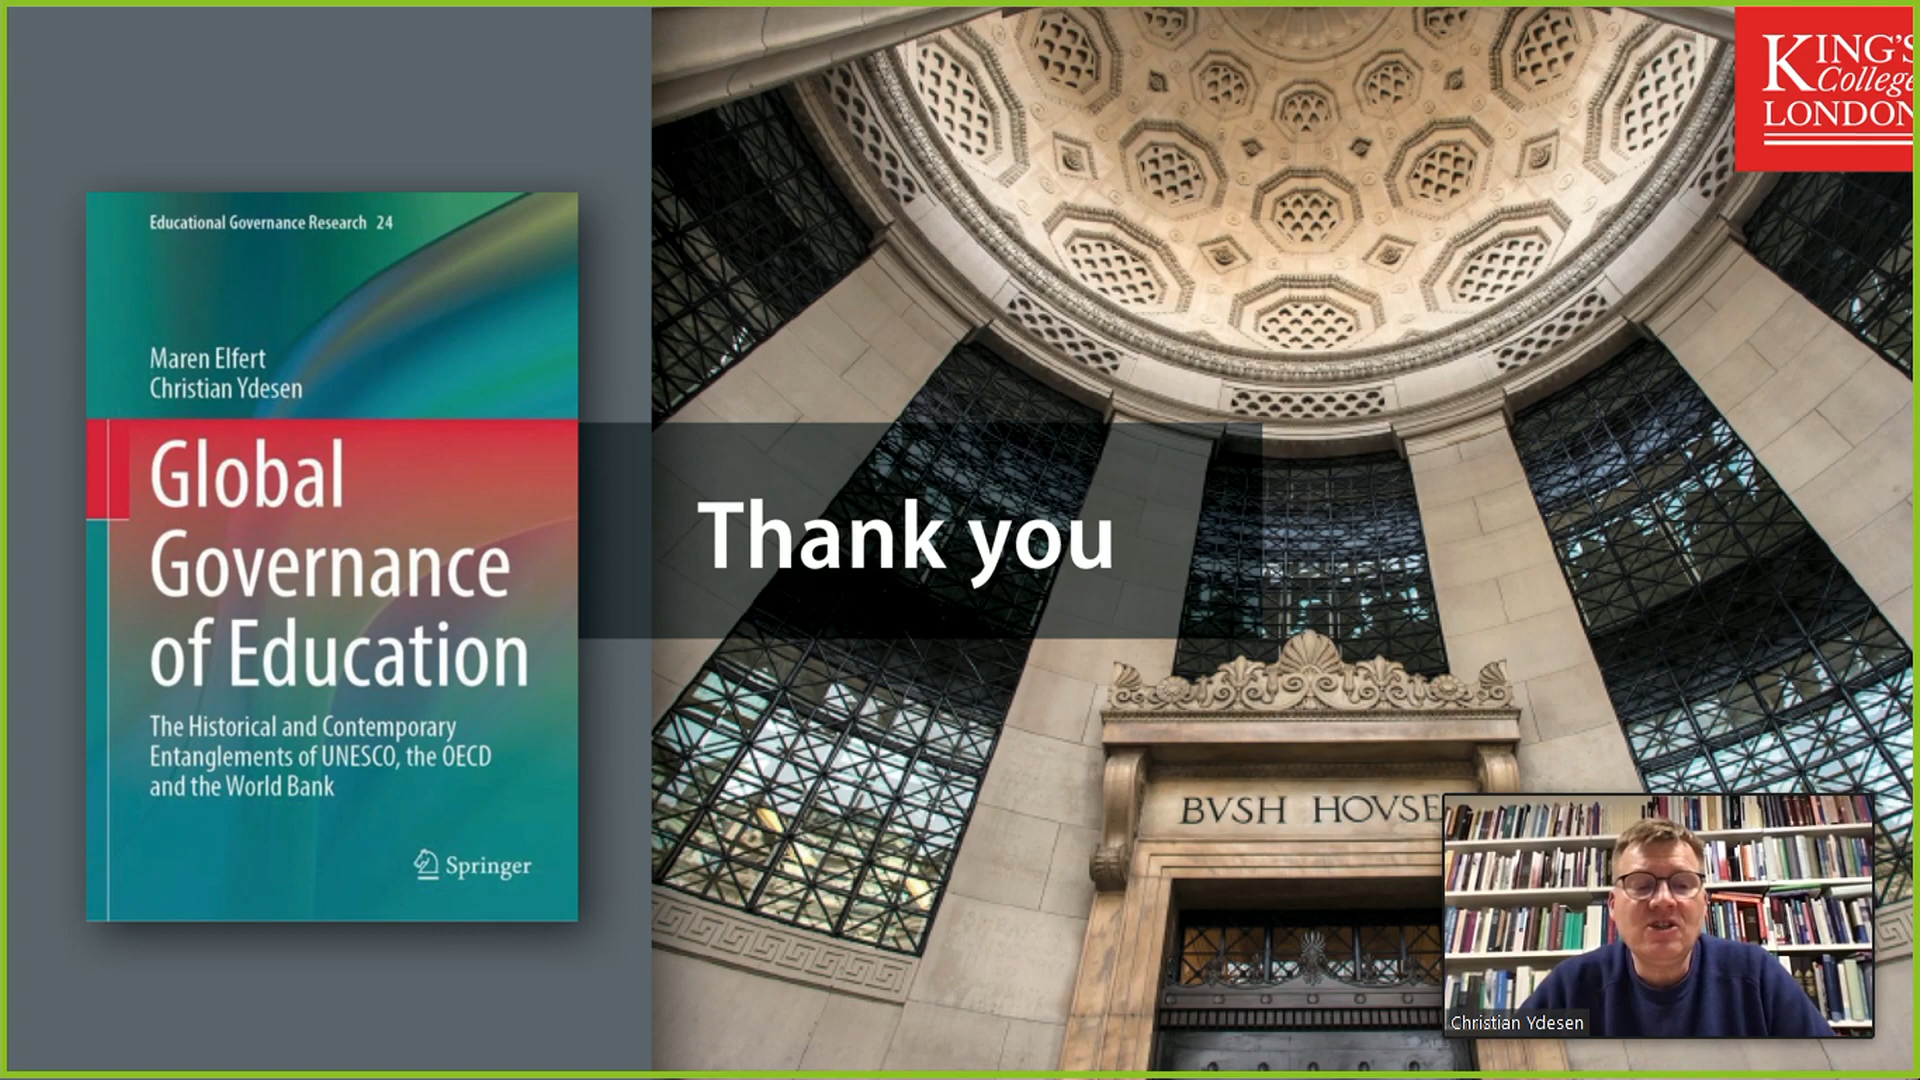 Educational Governance Research 24
Maren Elfert
Christian Ydesen
Global
Governance
of Education
The Historical and Contemporary
Entanglements of UNESCO, the OECD
and the World Bank
Springer
Thank you
KING'S
College
LONDON
BVSH HOVSE
Christian Ydesen